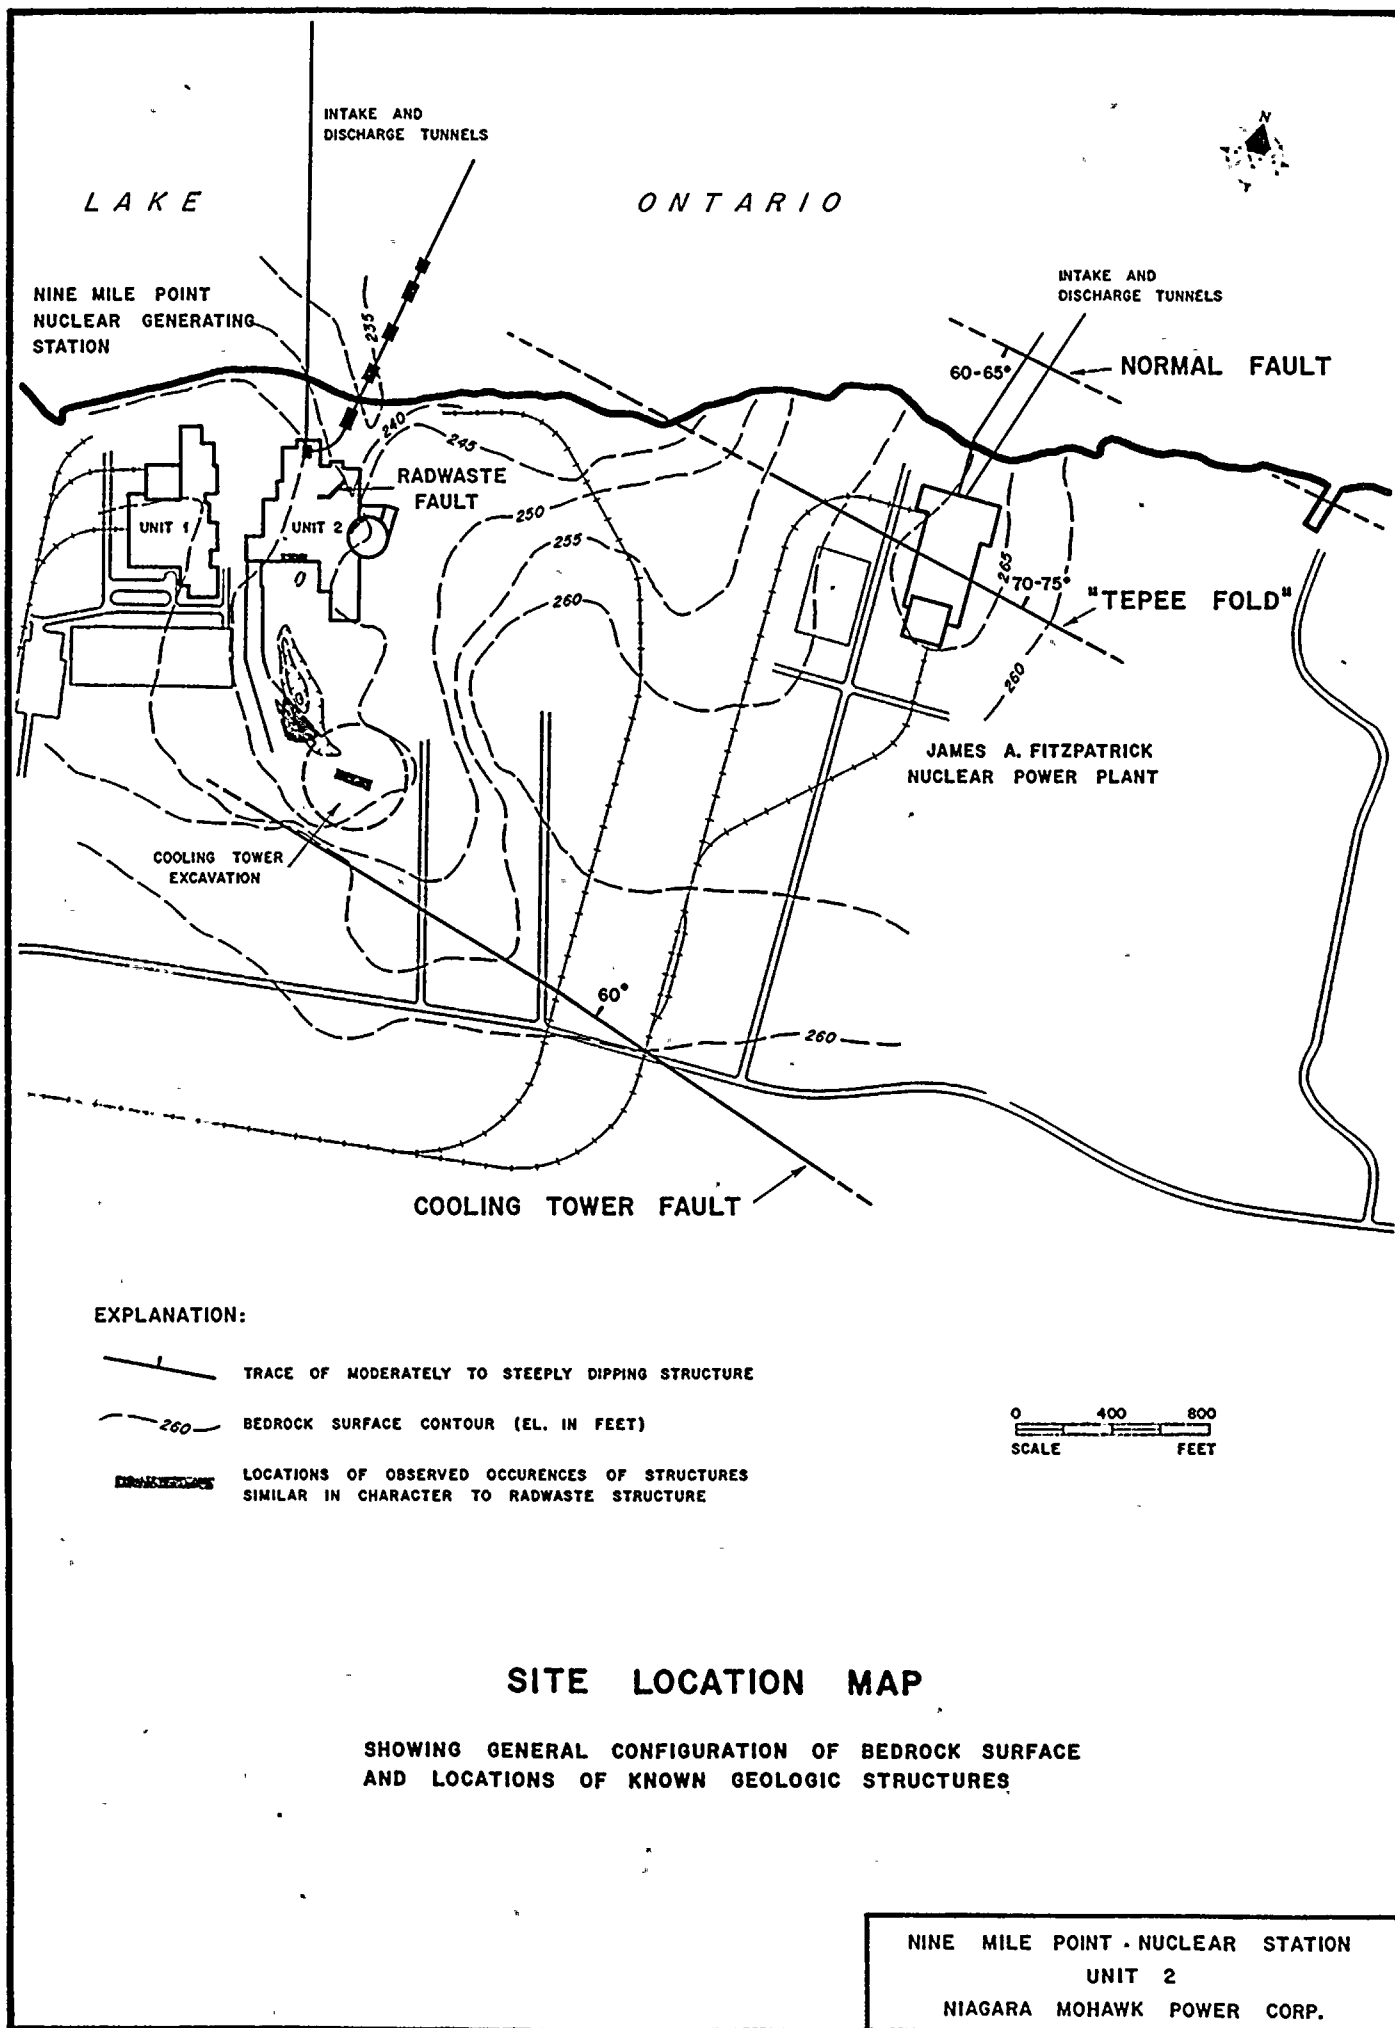 INTAKE AND
DISCHARGE TUNNELS
N
LAKE ONTARIO
NINE MILE POINT
NUCLEAR GENERATING
STATION
235
INTAKE AND
DISCHARGE TUNNELS
60-65°
NORMAL FAULT
240
245
RADWASTE
FAULT
UNIT 1
UNIT 2
250
255
260
265
70-75°
"TEPEE FOLD"
260
JAMES A. FITZPATRICK
NUCLEAR POWER PLANT
COOLING TOWER
EXCAVATION
60°
260
COOLING TOWER FAULT
EXPLANATION:
TRACE OF MODERATELY TO STEEPLY DIPPING STRUCTURE
260 BEDROCK SURFACE CONTOUR (EL. IN FEET)
LOCATIONS OF OBSERVED OCCURENCES OF STRUCTURES
SIMILAR IN CHARACTER TO RADWASTE STRUCTURE
0 400 800
SCALE FEET
SITE LOCATION MAP
SHOWING GENERAL CONFIGURATION OF BEDROCK SURFACE
AND LOCATIONS OF KNOWN GEOLOGIC STRUCTURES
NINE MILE POINT - NUCLEAR STATION
UNIT 2
NIAGARA MOHAWK POWER CORP.